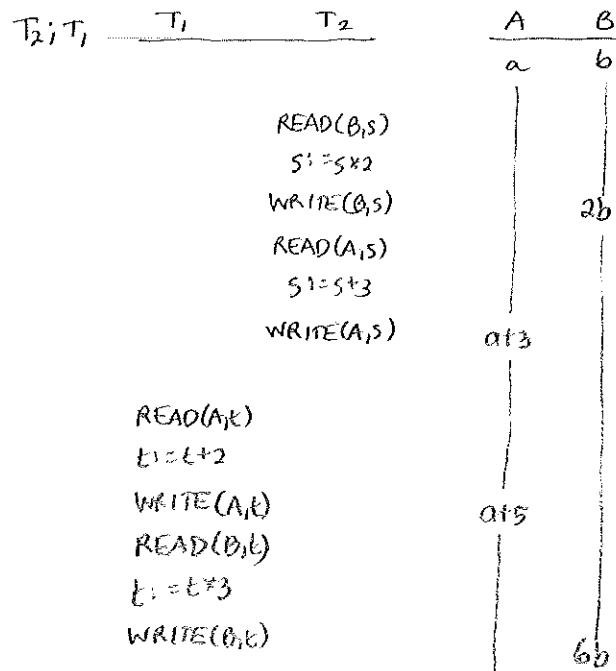 T₂; T₁ T₁ T₂ A B
a b
READ(B,s)
s:=s*2
WRITE(B,s) 2b
READ(A,s)
s:=s+3
WRITE(A,s) a+3
READ(A,t)
t:=t+2
WRITE(A,t) a+5
READ(B,t)
t:=t*3
WRITE(B,t) 6b